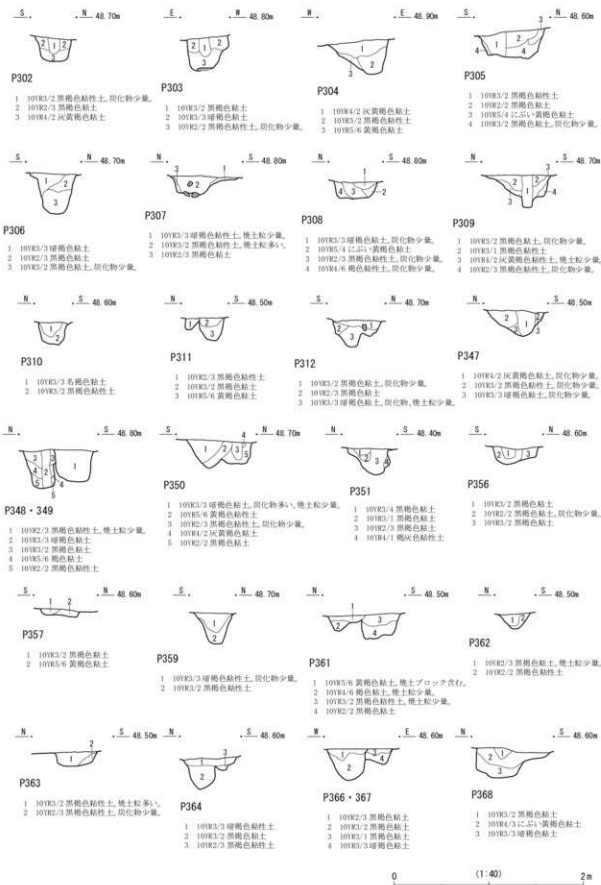 S N 48.70m
P302
1 10YR3/2 黒褐色粘性土,炭化物少量。
2 10YR2/3 黒褐色粘土
3 10YR4/2 灰黄褐色粘土
E W 48.80m
P303
1 10YR3/2 黒褐色粘土
2 10YR3/3 暗褐色粘土
3 10YR2/2 黒褐色粘性土,炭化物少量。
E W 48.90m
P304
1 10YR4/2 灰黄褐色粘土
2 10YR3/2 黒褐色粘土
3 10YR5/6 黄褐色粘土
S N 48.60m
P305
1 10YR3/2 黒褐色粘性土
2 10YR2/2 黒褐色粘土
3 10YR5/4 にぶい黄褐色粘土
4 10YR3/2 黒褐色粘土,炭化物少量。
S N 48.70m
P306
1 10YR3/3 暗褐色粘土
2 10YR2/3 黒褐色粘土
3 10YR3/2 黒褐色粘土,炭化物少量。
S N 48.80m
P307
1 10YR3/3 暗褐色粘性土,焼土粒少量。
2 10YR3/2 黒褐色粘性土,焼土粒多い。
3 10YR2/3 黒褐色粘土
N S 48.80m
P308
1 10YR3/3 暗褐色粘土,炭化物少量。
2 10YR5/4 にぶい黄褐色粘土
3 10YR2/3 黒褐色粘性土,炭化物少量。
4 10YR4/6 褐色粘性土,炭化物少量。
N S 48.70m
P309
1 10YR3/2 黒褐色粘土,炭化物少量。
2 10YR3/1 黒褐色粘土
3 10YR4/2 灰黄褐色粘性土,焼土粒少量。
4 10YR2/3 黒褐色粘性土,炭化物少量。
N S 48.60m
P310
1 10YR3/3 名褐色粘土
2 10YR3/2 黒褐色粘性土
N S 48.50m
P311
1 10YR2/3 黒褐色粘性土
2 10YR3/2 黒褐色粘土
3 10YR5/6 黄褐色粘土
N S 48.70m
P312
1 10YR3/2 黒褐色粘土,炭化物少量。
2 10YR2/3 黒褐色粘土
3 10YR3/3 暗褐色粘土,炭化物、焼土粒少量。
N S 48.50m
P347
1 10YR4/2 灰黄褐色粘土,炭化物少量。
2 10YR3/2 黒褐色粘土,炭化物少量。
3 10YR3/3 暗褐色粘土,炭化物少量。
N S 48.80m
P348・349
1 10YR2/3 黒褐色粘性土,焼土粒少量。
2 10YR3/3 暗褐色粘土
3 10YR3/2 黒褐色粘土
4 10YR5/6 褐色粘土
5 10YR2/2 黒褐色粘性土
S N 48.70m
P350
1 10YR3/3 暗褐色粘土,炭化物多い,焼土粒少量。
2 10YR5/6 黄褐色粘土
3 10YR2/3 黒褐色粘性土,炭化物少量。
4 10YR4/2 灰黄褐色粘土
5 10YR2/2 黒褐色粘土
N S 48.40m
P351
1 10YR3/4 黒褐色粘土
2 10YR3/1 黒褐色粘土
3 10YR2/3 黒褐色粘土
4 10YR4/1 褐灰色粘性土
N S 48.60m
P356
1 10YR3/2 黒褐色粘土
2 10YR2/2 黒褐色粘土,炭化物少量。
3 10YR3/2 黒褐色粘土
S N 48.60m
P357
1 10YR3/2 黒褐色粘土
2 10YR5/6 黄褐色粘土
S N 48.70m
P359
1 10YR3/3 暗褐色粘性土,炭化物少量。
2 10YR3/2 黒褐色粘土
S N 48.50m
P361
1 10YR5/6 黄褐色粘土,焼土ブロック含む。
2 10YR4/6 褐色粘土,焼土粒少量。
3 10YR3/2 黒褐色粘性土,焼土粒少量。
4 10YR2/2 黒褐色粘土
N S 48.50m
P362
1 10YR2/3 黒褐色粘土,焼土粒少量。
2 10YR2/2 黒褐色粘性土
N S 48.50m
P363
1 10YR3/2 黒褐色粘性土,焼土粒多い。
2 10YR2/3 黒褐色粘土,炭化物少量。
N S 48.60m
P364
1 10YR3/3 暗褐色粘性土
2 10YR3/2 黒褐色粘土
3 10YR2/3 黒褐色粘土
W E 48.60m
P366・367
1 10YR2/3 黒褐色粘土
2 10YR3/2 黒褐色粘土
3 10YR3/1 黒褐色粘土
4 10YR3/3 暗褐色粘土
N S 48.60m
P368
1 10YR3/2 黒褐色粘土
2 10YR4/3 にぶい黄褐色粘土
3 10YR3/3 暗褐色粘土
0 (1:40) 2m